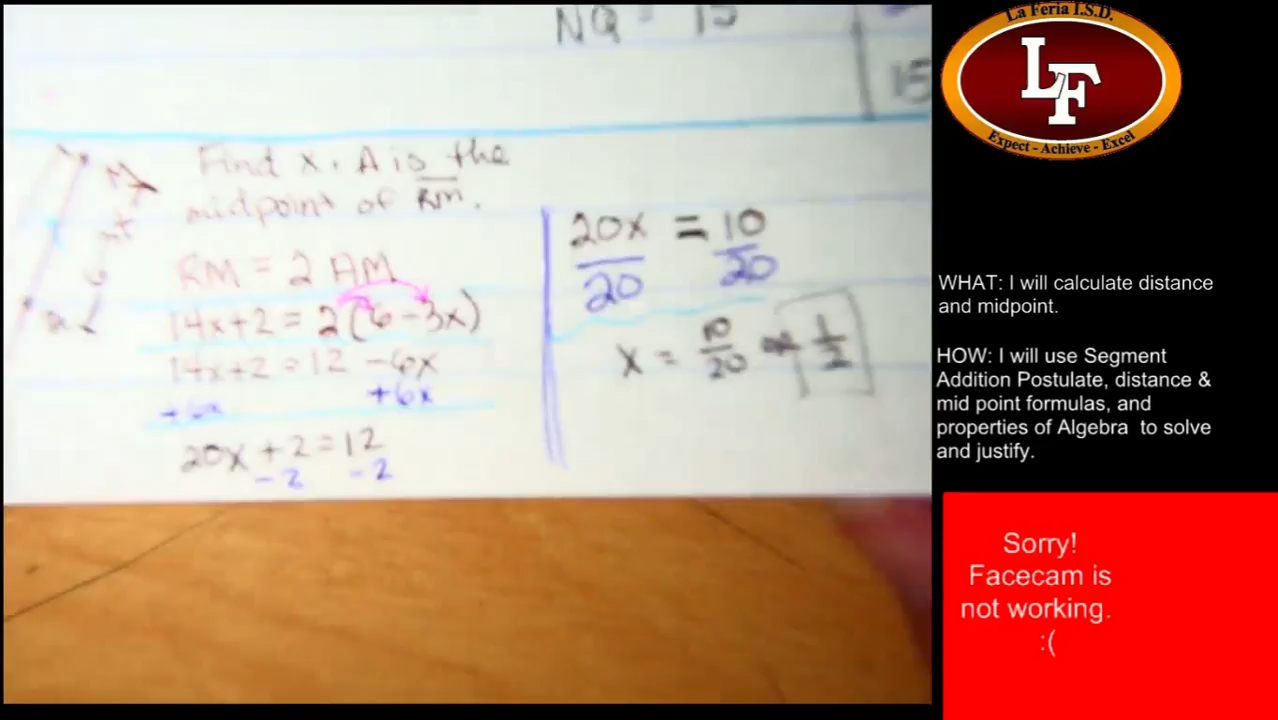 NQ = 15
15
Find x. A is the
midpoint of RM.
RM = 2 AM
14x+2 = 2(6-3x)
14x+2 = 12 -6x
+6x +6x
20x +2 = 12
-2 -2
20x = 10
20 20
x = 10/20 or 1/2
La Feria I.S.D.
LF
Expect - Achieve - Excel
WHAT: I will calculate distance
and midpoint.
HOW: I will use Segment
Addition Postulate, distance &
mid point formulas, and
properties of Algebra to solve
and justify.
Sorry!
Facecam is
not working.
:(